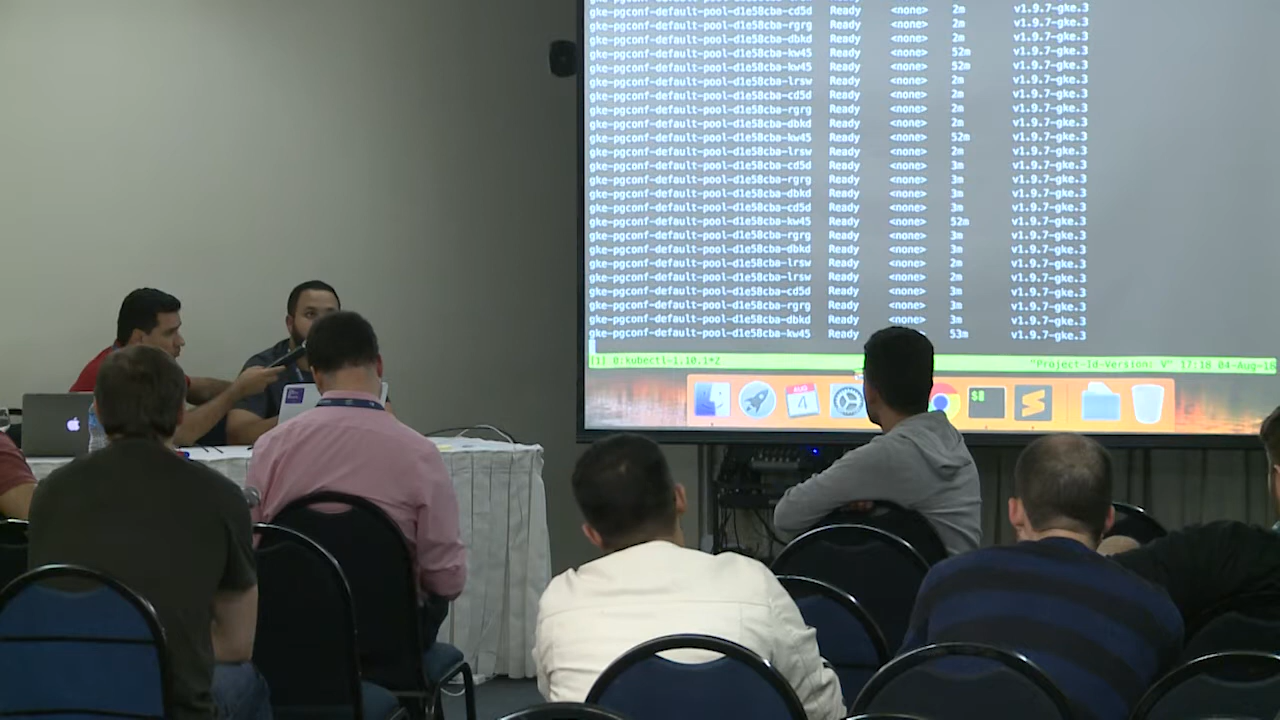 gke-pgconf-default-pool-d1e58cba-cd5d Ready <none> 2m v1.9.7-gke.3
gke-pgconf-default-pool-d1e58cba-rgrg Ready <none> 2m v1.9.7-gke.3
gke-pgconf-default-pool-d1e58cba-dbkd Ready <none> 2m v1.9.7-gke.3
gke-pgconf-default-pool-d1e58cba-kw45 Ready <none> 52m v1.9.7-gke.3
gke-pgconf-default-pool-d1e58cba-kw45 Ready <none> 52m v1.9.7-gke.3
gke-pgconf-default-pool-d1e58cba-lrsw Ready <none> 2m v1.9.7-gke.3
gke-pgconf-default-pool-d1e58cba-cd5d Ready <none> 2m v1.9.7-gke.3
gke-pgconf-default-pool-d1e58cba-rgrg Ready <none> 2m v1.9.7-gke.3
gke-pgconf-default-pool-d1e58cba-dbkd Ready <none> 2m v1.9.7-gke.3
gke-pgconf-default-pool-d1e58cba-kw45 Ready <none> 52m v1.9.7-gke.3
gke-pgconf-default-pool-d1e58cba-lrsw Ready <none> 2m v1.9.7-gke.3
gke-pgconf-default-pool-d1e58cba-cd5d Ready <none> 3m v1.9.7-gke.3
gke-pgconf-default-pool-d1e58cba-rgrg Ready <none> 3m v1.9.7-gke.3
gke-pgconf-default-pool-d1e58cba-dbkd Ready <none> 3m v1.9.7-gke.3
gke-pgconf-default-pool-d1e58cba-cd5d Ready <none> 3m v1.9.7-gke.3
gke-pgconf-default-pool-d1e58cba-kw45 Ready <none> 52m v1.9.7-gke.3
gke-pgconf-default-pool-d1e58cba-rgrg Ready <none> 3m v1.9.7-gke.3
gke-pgconf-default-pool-d1e58cba-dbkd Ready <none> 3m v1.9.7-gke.3
gke-pgconf-default-pool-d1e58cba-lrsw Ready <none> 2m v1.9.7-gke.3
gke-pgconf-default-pool-d1e58cba-lrsw Ready <none> 2m v1.9.7-gke.3
gke-pgconf-default-pool-d1e58cba-cd5d Ready <none> 3m v1.9.7-gke.3
gke-pgconf-default-pool-d1e58cba-rgrg Ready <none> 3m v1.9.7-gke.3
gke-pgconf-default-pool-d1e58cba-dbkd Ready <none> 3m v1.9.7-gke.3
gke-pgconf-default-pool-d1e58cba-kw45 Ready <none> 53m v1.9.7-gke.3
[1] 0:kubectl-1.10.1*Z "Project-Id-Version: V" 17:18 04-Aug-18
AUG
4
$